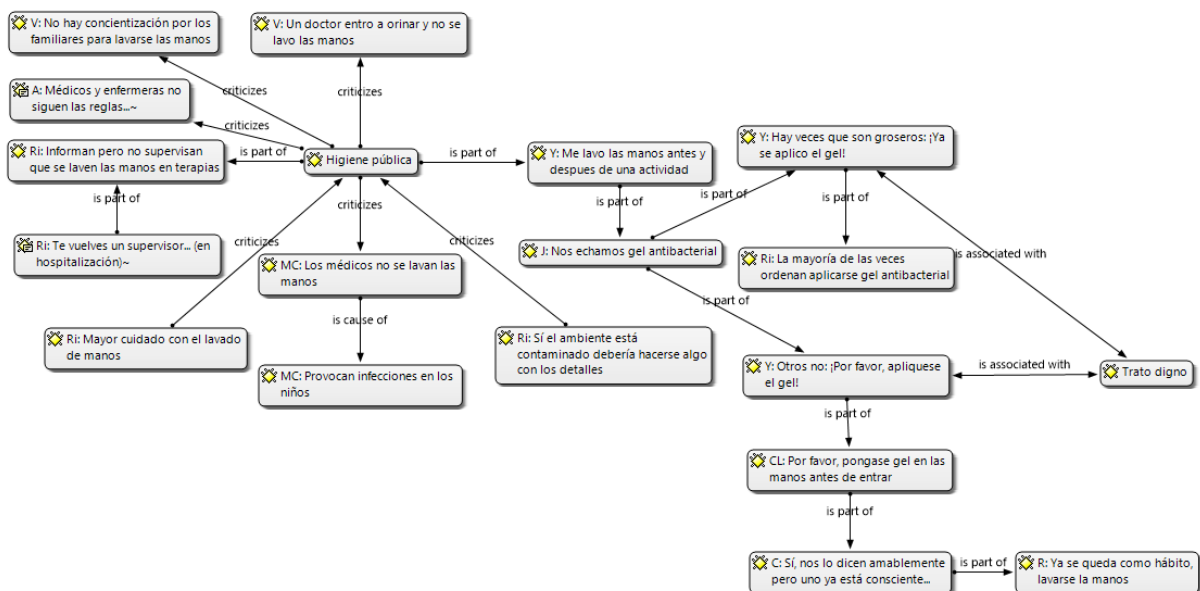 V: No hay concientización por los
familiares para lavarse las manos
V: Un doctor entro a orinar y no se
lavo las manos
criticizes
criticizes
A: Médicos y enfermeras no
siguen las reglas...~
criticizes
Ri: Informan pero no supervisan
que se laven las manos en terapias
is part of
Higiene pública
is part of
Y: Me lavo las manos antes y
despues de una actividad
Y: Hay veces que son groseros: ¡Ya
se aplico el gel!
is part of
criticizes
is part of
is part of
is part of
Ri: Te vuelves un supervisor... (en
hospitalización)~
criticizes
criticizes
J: Nos echamos gel antibacterial
Ri: La mayoría de las veces
ordenan aplicarse gel antibacterial
is associated with
MC: Los médicos no se lavan las
manos
is part of
is cause of
Ri: Mayor cuidado con el lavado
de manos
Ri: Sí el ambiente está
contaminado debería hacerse algo
con los detalles
MC: Provocan infecciones en los
niños
Y: Otros no: ¡Por favor, apliquese
el gel!
is associated with
Trato digno
is part of
CL: Por favor, pongase gel en las
manos antes de entrar
is part of
C: Sí, nos lo dicen amablemente
pero uno ya está consciente...
is part of
R: Ya se queda como hábito,
lavarse la manos